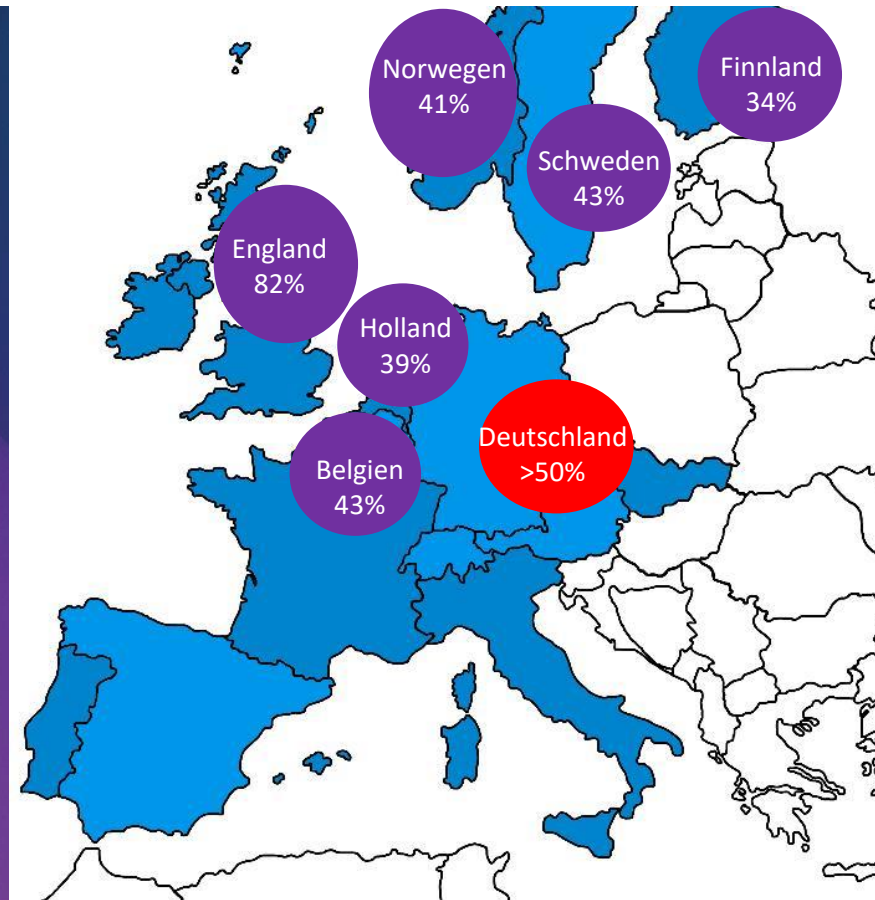 Norwegen
41%
Finnland
34%
Schweden
43%
England
82%
Holland
39%
Deutschland
>50%
Belgien
43%